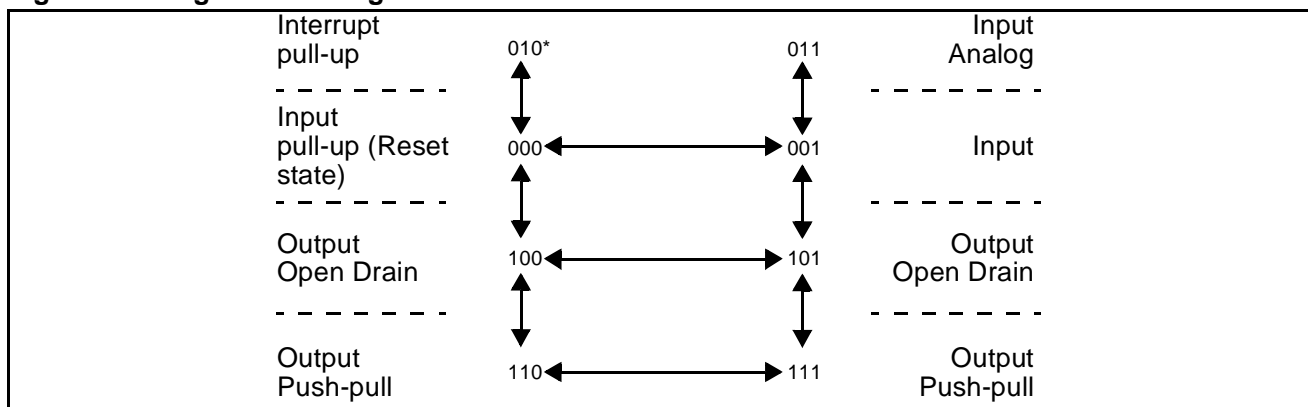 Interrupt
pull-up
010*
011
Input
Analog
Input
pull-up (Reset
state)
000
001
Input
Output
Open Drain
100
101
Output
Open Drain
Output
Push-pull
110
111
Output
Push-pull